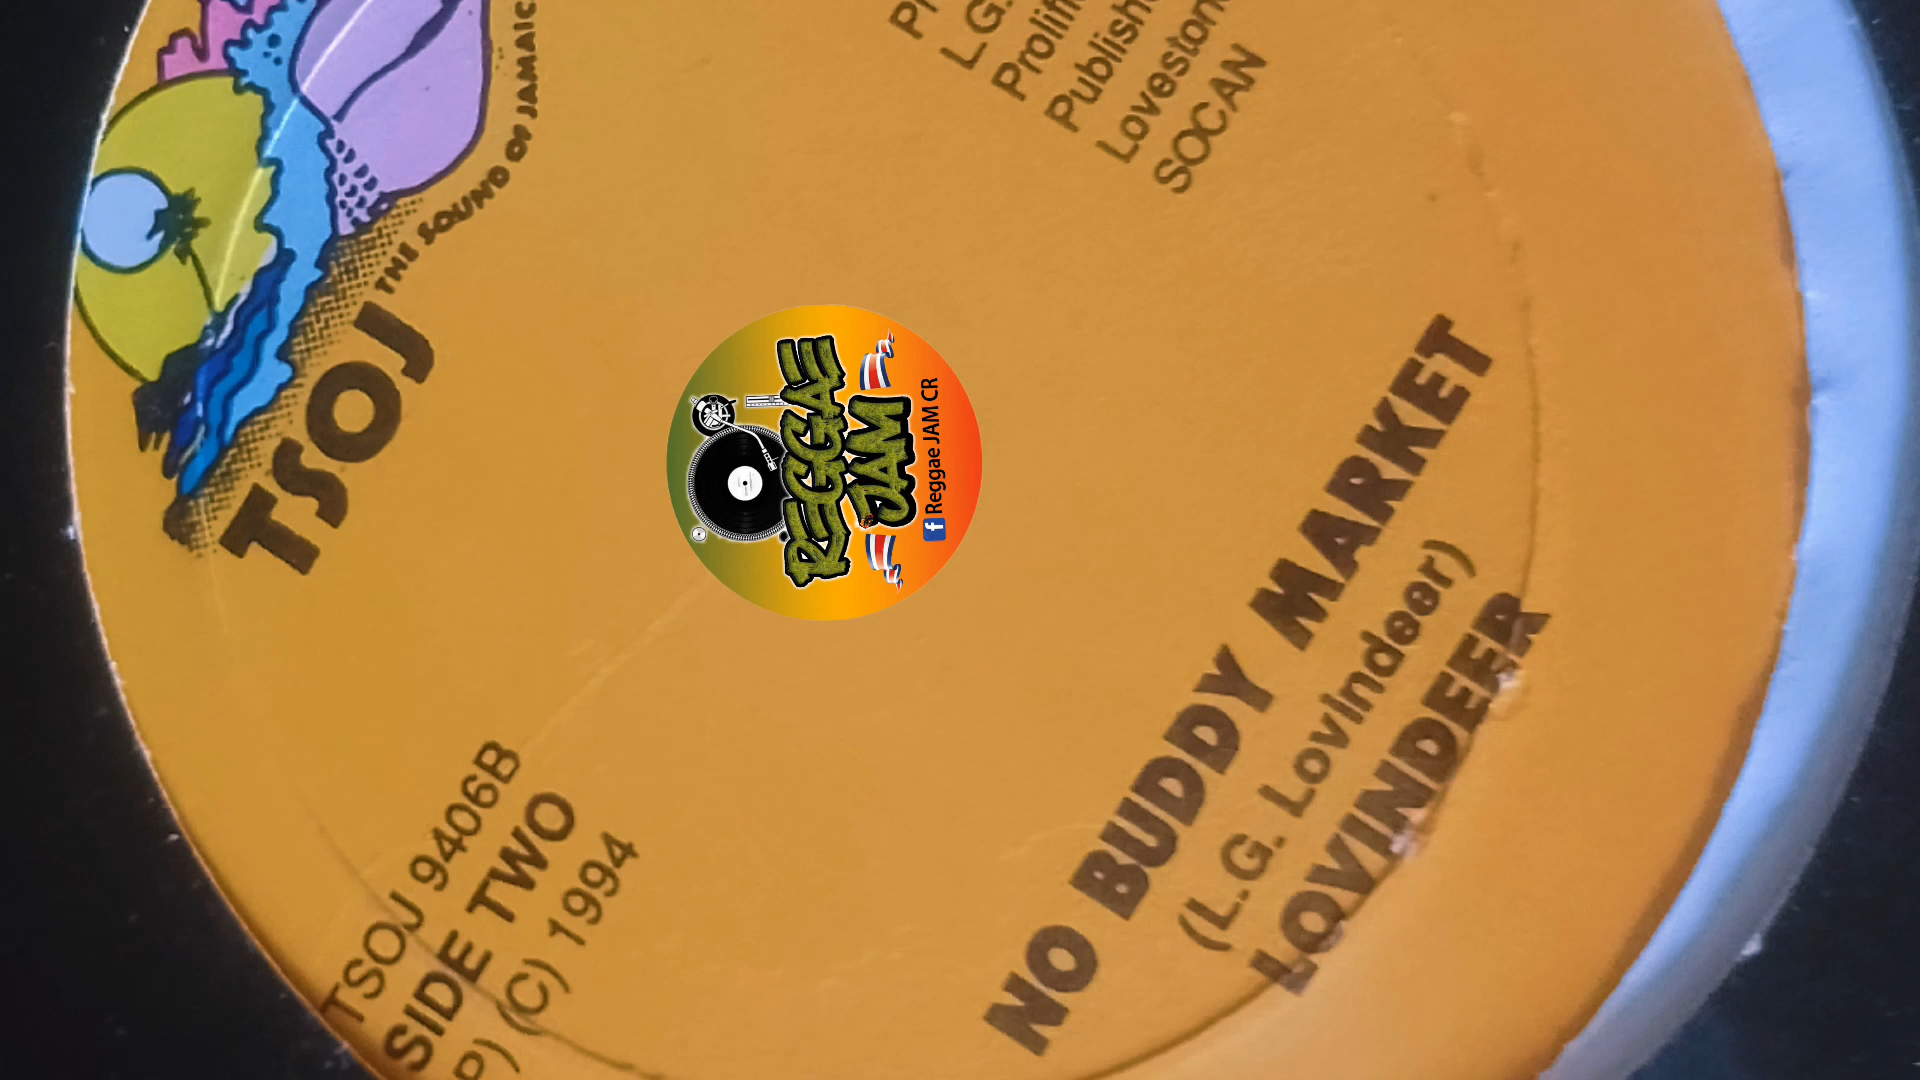 TSOJ THE SOUND OF JAMAIC
L.G.
SOCAN
REGGAE
JAM
f Reggae JAM CR
TSOJ 9406B
SIDE TWO
P) (C) 1994
NO BUDDY MARKET
(L.G. Lovindeer)
LOVINDEER